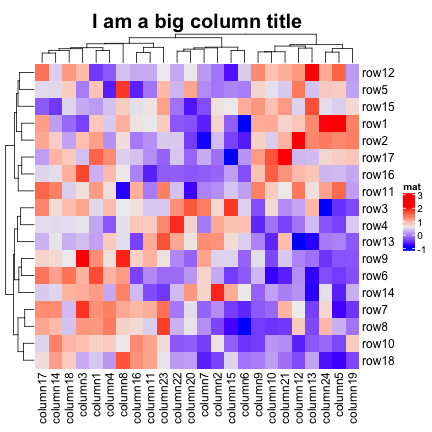 I am a big column title
row12
row5
row15
row1
row2
row17
row16
row11
row3
row4
row13
row9
row6
row14
row7
row8
row10
row18
mat
3
2
1
0
-1
column17
column14
column18
column3
column1
column4
column8
column16
column11
column23
column22
column20
column7
column2
column15
column6
column9
column10
column21
column12
column13
column24
column5
column19